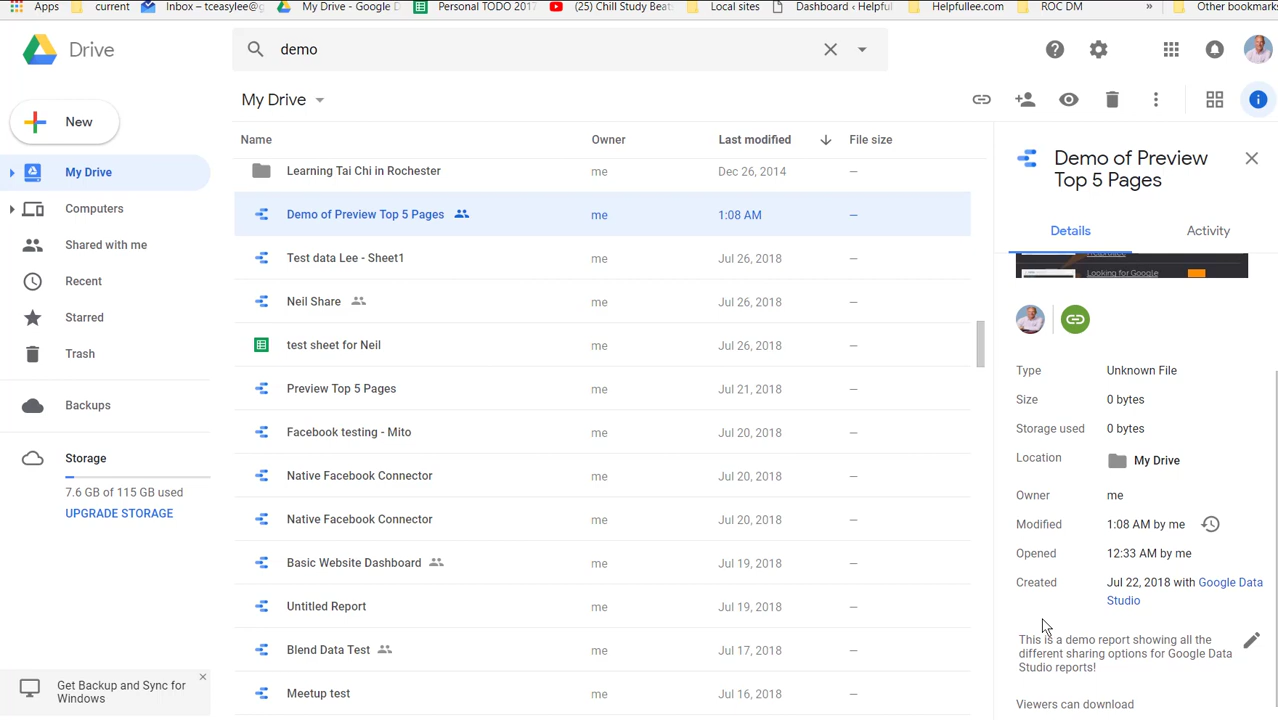 Apps current Inbox - tceasylee@g My Drive - Google D Personal TODO 2017 (25) Chill Study Beats Local sites Dashboard ‹ Helpful Helpfullee.com ROC DM » Other bookmarks
Drive
demo
New
My Drive
Name Owner Last modified File size
My Drive
Computers
Shared with me
Recent
Starred
Trash
Backups
Storage
7.6 GB of 115 GB used
UPGRADE STORAGE
Get Backup and Sync for
Windows
Learning Tai Chi in Rochester me Dec 26, 2014 –
Demo of Preview Top 5 Pages me 1:08 AM –
Test data Lee - Sheet1 me Jul 26, 2018 –
Neil Share me Jul 26, 2018 –
test sheet for Neil me Jul 26, 2018 –
Preview Top 5 Pages me Jul 21, 2018 –
Facebook testing - Mito me Jul 20, 2018 –
Native Facebook Connector me Jul 20, 2018 –
Native Facebook Connector me Jul 20, 2018 –
Basic Website Dashboard me Jul 19, 2018 –
Untitled Report me Jul 19, 2018 –
Blend Data Test me Jul 17, 2018 –
Meetup test me Jul 16, 2018 –
Demo of Preview
Top 5 Pages
Details Activity
Looking for Google
Type Unknown File
Size 0 bytes
Storage used 0 bytes
Location My Drive
Owner me
Modified 1:08 AM by me
Opened 12:33 AM by me
Created Jul 22, 2018 with Google Data
Studio
This is a demo report showing all the
different sharing options for Google Data
Studio reports!
Viewers can download